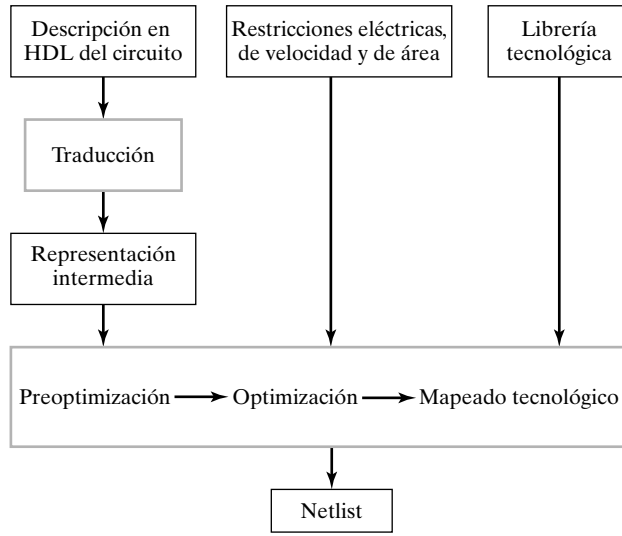 Descripción en
HDL del circuito
Restricciones eléctricas,
de velocidad y de área
Librería
tecnológica
Traducción
Representación
intermedia
Preoptimización
Optimización
Mapeado tecnológico
Netlist